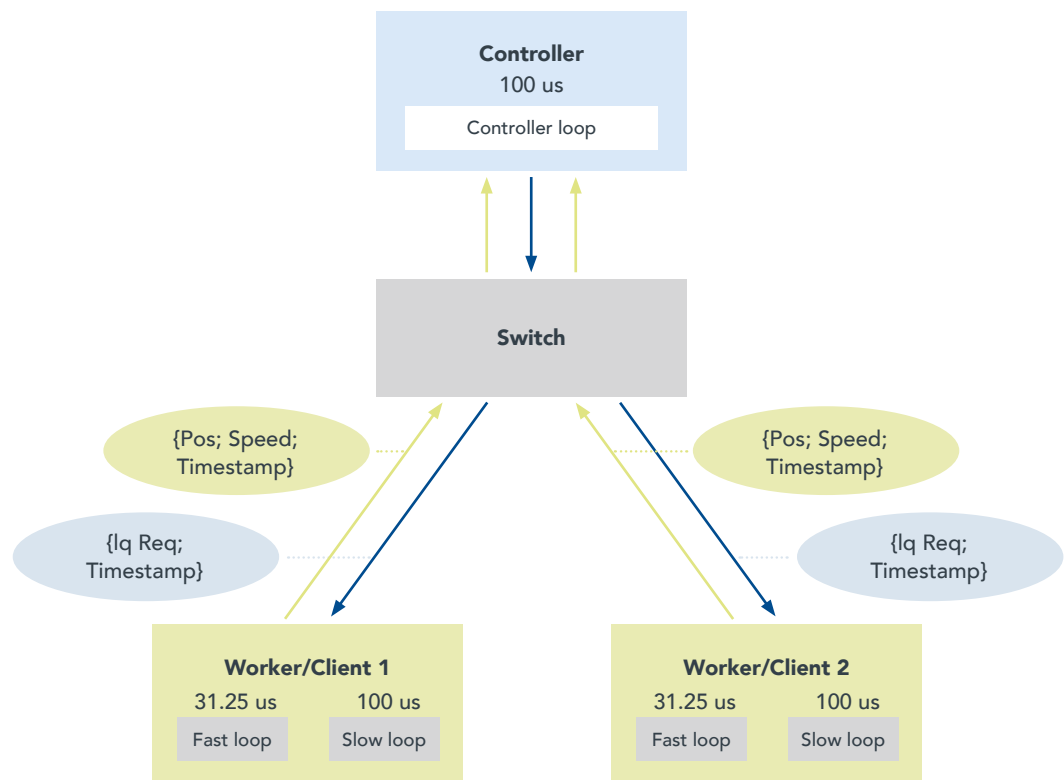 Controller
100 us
Controller loop
Switch
{Pos; Speed;
Timestamp}
{Pos; Speed;
Timestamp}
{lq Req;
Timestamp}
{lq Req;
Timestamp}
Worker/Client 1
31.25 us
100 us
Fast loop
Slow loop
Worker/Client 2
31.25 us
100 us
Fast loop
Slow loop